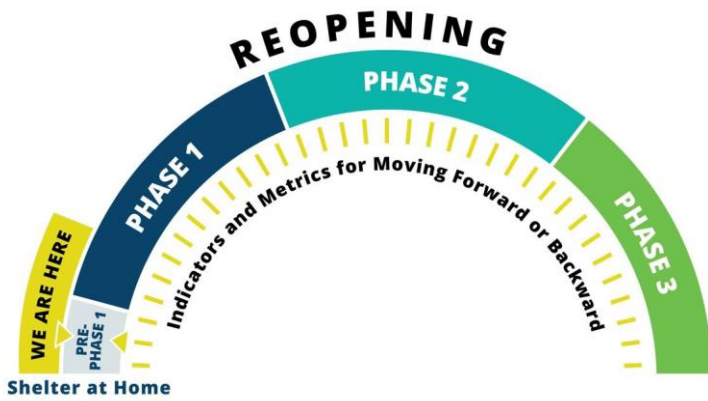 REOPENING
PHASE 1
PHASE 2
PHASE 3
Indicators and Metrics for Moving Forward or Backward
WE ARE HERE
PRE-
PHASE 1
Shelter at Home